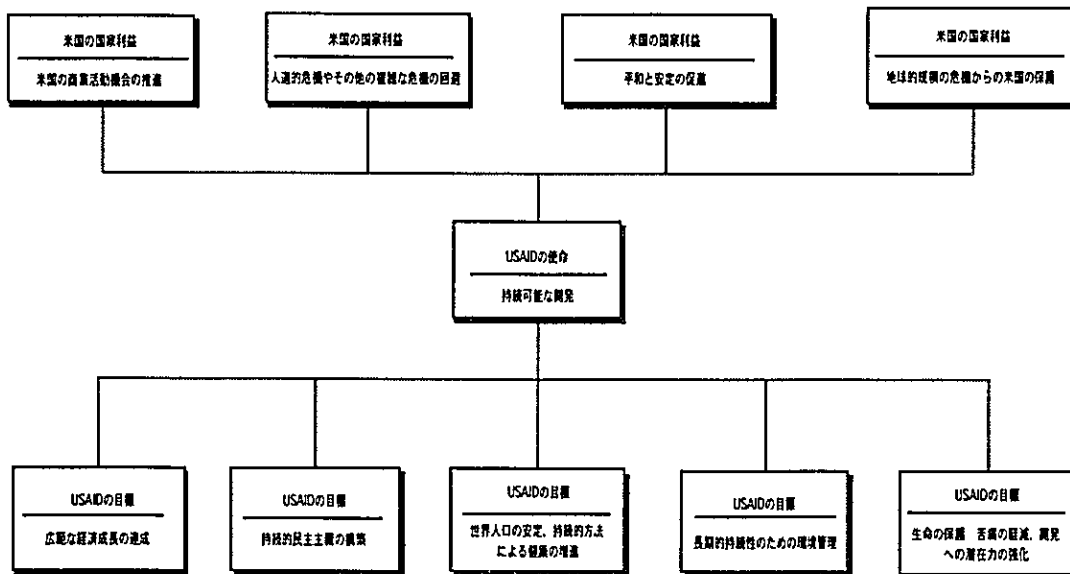 米国の国家利益
米国の商業活動機会の推進
米国の国家利益
人道的危機やその他の複雑な危機の回避
米国の国家利益
平和と安定の促進
米国の国家利益
地球的規模の危機からの米国の保護
USAIDの使命
持続可能な開発
USAIDの目標
広範な経済成長の達成
USAIDの目標
持続的民主主義の構築
USAIDの目標
世界人口の安定、持続的方法
による健康の増進
USAIDの目標
長期的持続性のための環境管理
USAIDの目標
生命の保護 苦痛の軽減、開発
への潜在力の強化